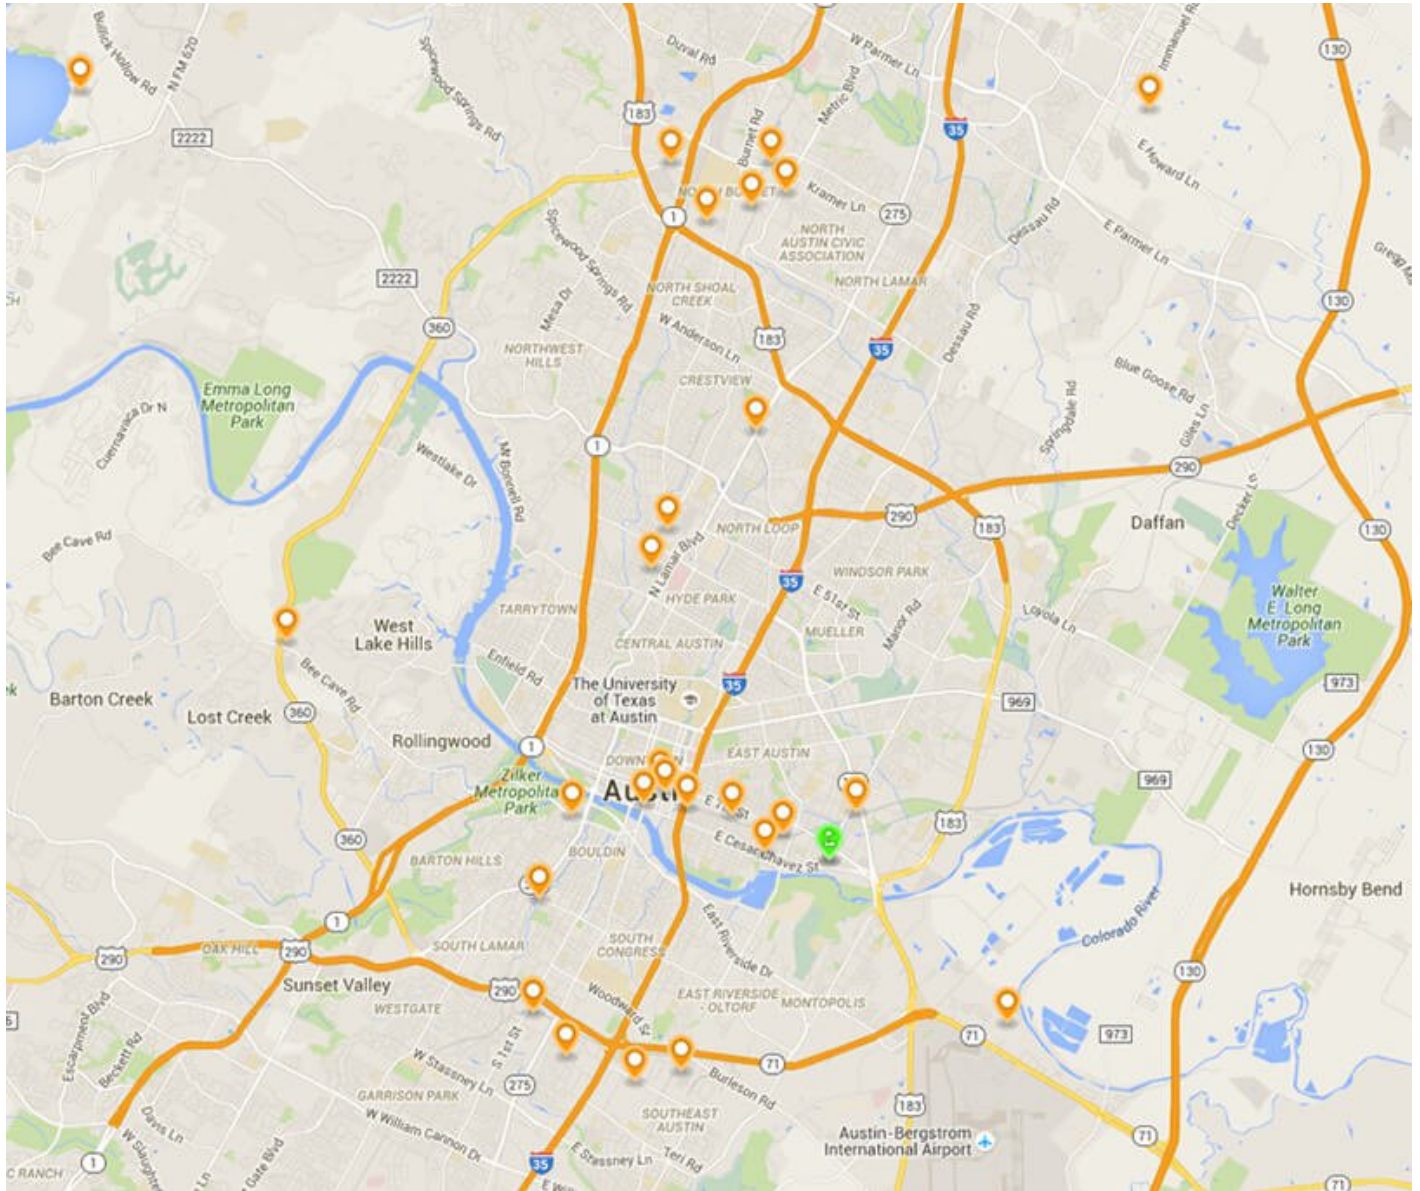 Bullick Hollow Rd
N FM 620
Spicewood Springs Rd
Duval Rd
W Parmer Ln
Metric Blvd
Immanuel Rd
130
2222
183
Burnet Rd
35
E Howard Ln
Kramer Ln
275
1
Dessau Rd
E Parmer Ln
NORTH
AUSTIN CIVIC
ASSOCIATION
Spicewood Springs Rd
2222
NORTH SHOAL
CREEK
NORTH LAMAR
130
360
Mesa Dr
W Anderson Ln
183
35
Dessau Rd
NORTHWEST
HILLS
CRESTVIEW
Blue Goose Rd
Emma Long
Metropolitan
Park
Cuernavaca Dr N
Springdale Rd
Giles Ln
Westlake Dr
Mt Bonnell Rd
1
290
Decker Ln
Bee Cave Rd
N Lamar Blvd
NORTH LOOP
290
183
Daffan
130
35
WINDSOR PARK
TARRYTOWN
HYDE PARK
E 51st St
Manor Rd
Loyola Ln
Walter
E. Long
Metropolitan
Park
West
Lake Hills
MUELLER
CENTRAL AUSTIN
Enfield Rd
Bee Cave Rd
The University
of Texas
at Austin
35
973
Barton Creek
Lost Creek
360
969
Rollingwood
1
EAST AUSTIN
130
Zilker
Metropolitan
Park
969
E 7th St
183
360
E Cesar Chavez St
BOULDIN
BARTON HILLS
Hornsby Bend
Colorado River
1
OAK HILL
290
290
SOUTH LAMAR
SOUTH
CONGRESS
East Riverside Dr
130
Sunset Valley
290
WESTGATE
Woodward St
EAST RIVERSIDE
- OLTORF
MONTOPOLIS
Escarpment Blvd
Beckett Rd
S 1st St
973
71
71
W Stassney Ln
275
Burleson Rd
GARRISON PARK
SOUTHEAST
AUSTIN
183
Davis Ln
W William Cannon Dr
Austin-Bergstrom
International Airport
71
1
35
E Stassney Ln
Teri Rd
71